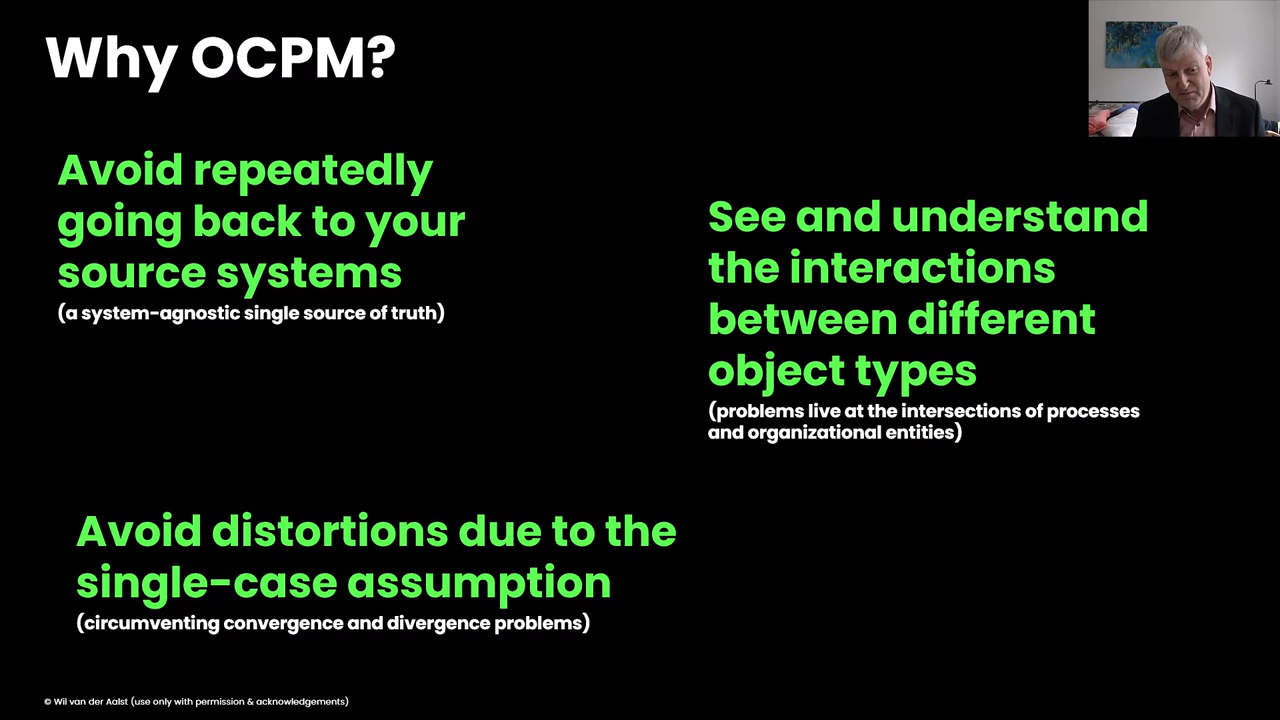 Why OCPM?
Avoid repeatedly
going back to your
source systems
(a system-agnostic single source of truth)
See and understand
the interactions
between different
object types
(problems live at the intersections of processes
and organizational entities)
Avoid distortions due to the
single-case assumption
(circumventing convergence and divergence problems)
© Wil van der Aalst (use only with permission & acknowledgements)